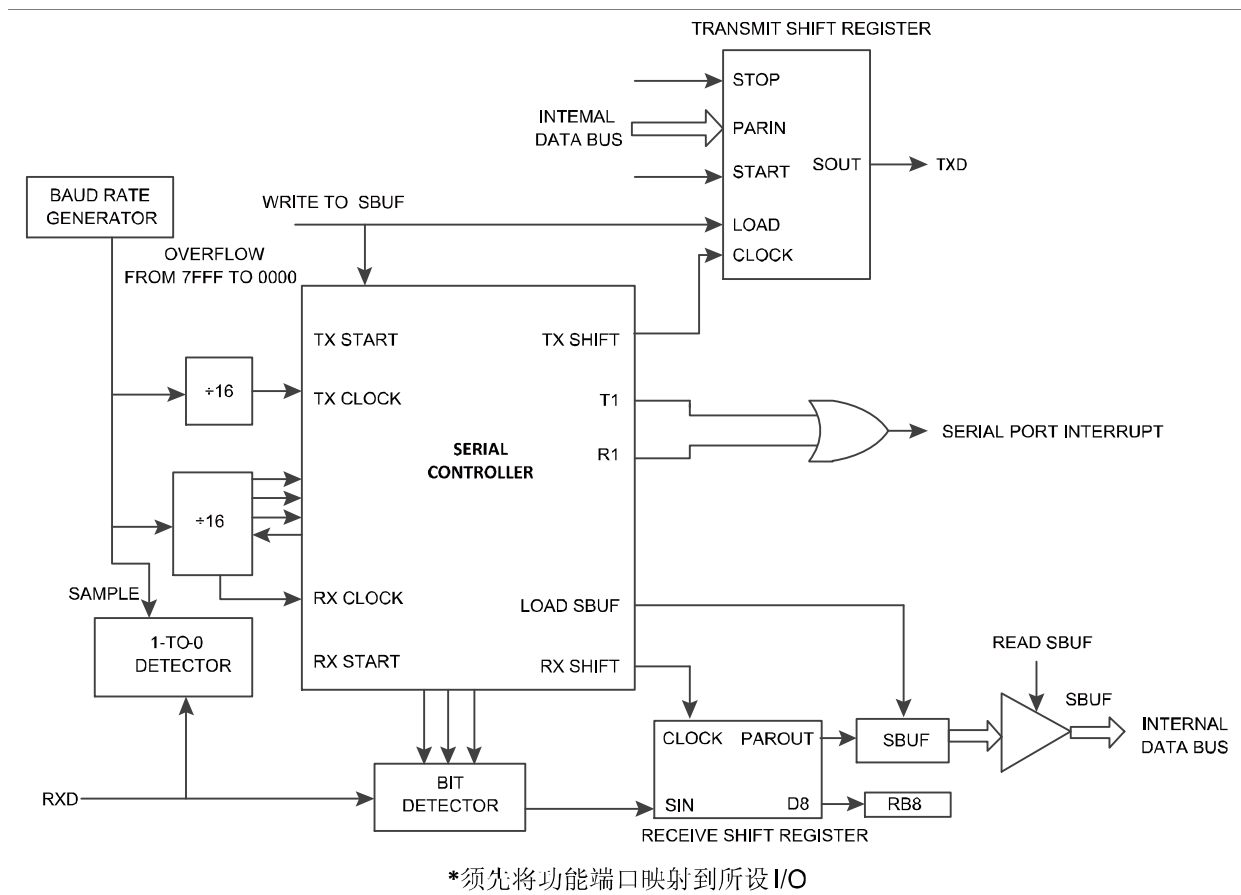 TRANSMIT SHIFT REGISTER
STOP
INTEMAL
DATA BUS
PARIN
START
SOUT
TXD
LOAD
CLOCK
BAUD RATE
GENERATOR
WRITE TO SBUF
OVERFLOW
FROM 7FFF TO 0000
TX START
TX SHIFT
÷16
TX CLOCK
T1
SERIAL
CONTROLLER
SERIAL PORT INTERRUPT
R1
÷16
SAMPLE
RX CLOCK
LOAD SBUF
1-TO-0
DETECTOR
RX START
RX SHIFT
READ SBUF
SBUF
INTERNAL
DATA BUS
CLOCK
PAROUT
SBUF
RXD
BIT
DETECTOR
SIN
D8
RB8
RECEIVE SHIFT REGISTER
*须先将功能端口映射到所设I/O